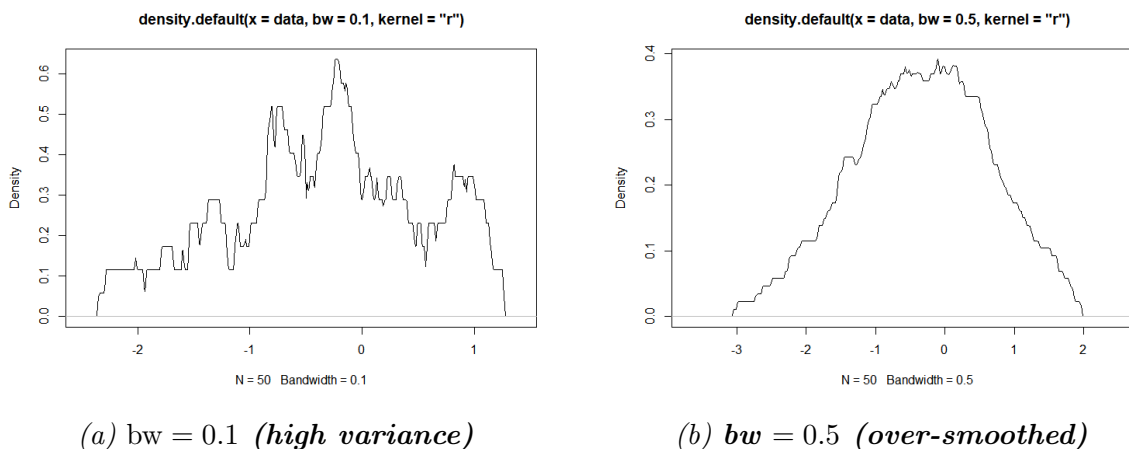 density.default(x = data, bw = 0.1, kernel = "r")
Density
0.0
0.1
0.2
0.3
0.4
0.5
0.6
-2
-1
0
1
N = 50 Bandwidth = 0.1
(a) bw = 0.1 (high variance)
density.default(x = data, bw = 0.5, kernel = "r")
Density
0.0
0.1
0.2
0.3
0.4
-3
-2
-1
0
1
2
N = 50 Bandwidth = 0.5
(b) bw = 0.5 (over-smoothed)